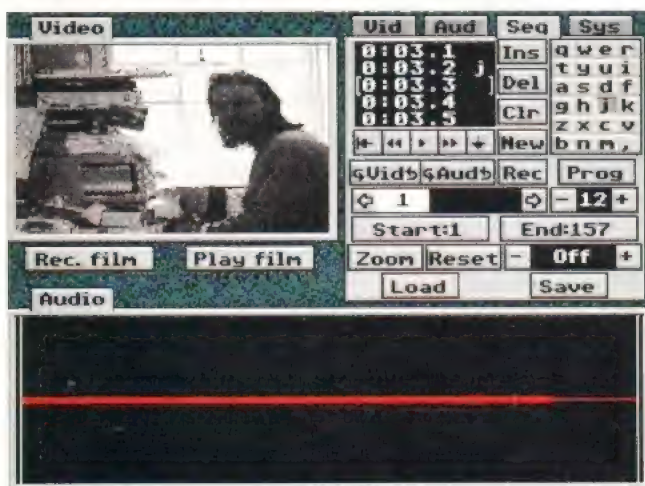 Video
Vid Aud Seq Sys
0:03.1
0:03.2 j
[0:03.3 ]
0:03.4
0:03.5
Ins
Del
Clr
New
q w e r
t y u i
a s d f
g h j k
z x c v
b n m ,
Vid Aud Rec Prog
1 - 12 +
Start:1 End:157
Rec. film Play film
Zoom Reset - Off +
Load Save
Audio